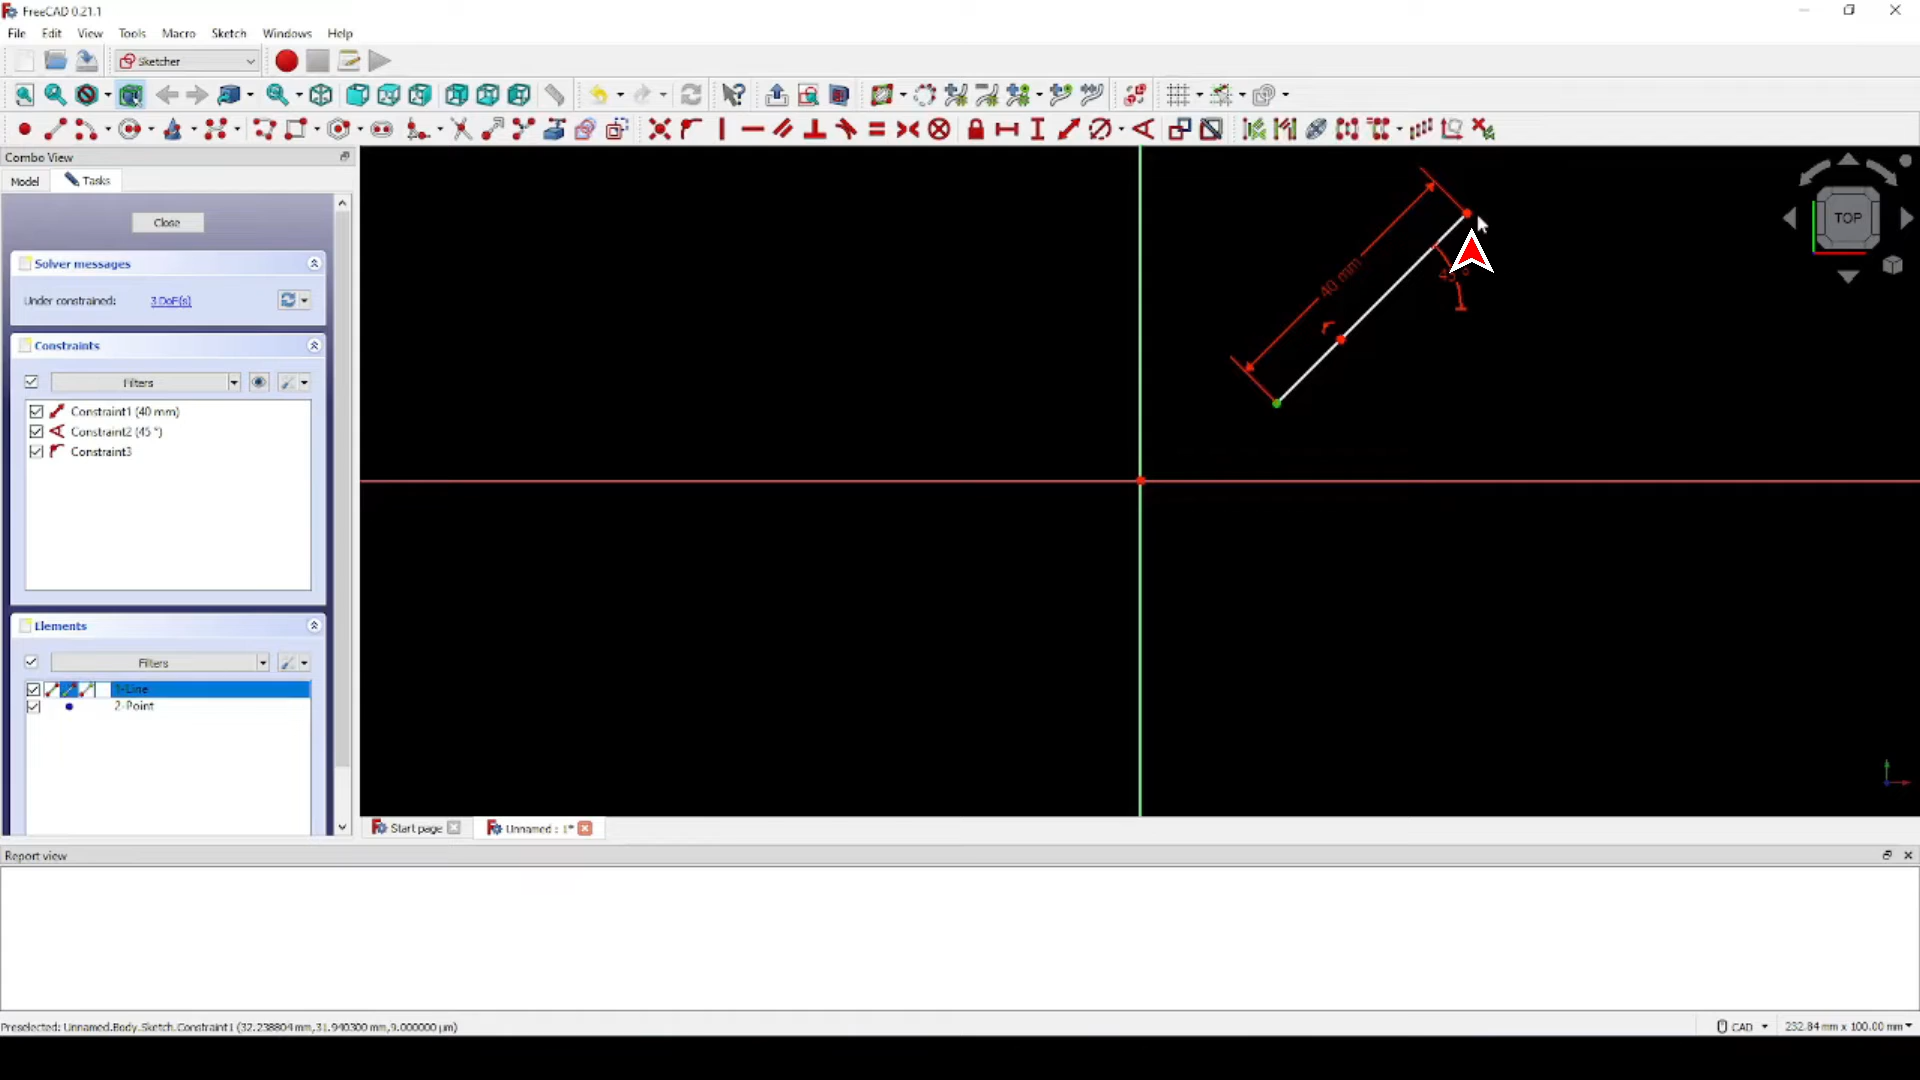 FreeCAD 0.21.1
File Edit View Tools Macro Sketch Windows Help
Sketcher
Combo View
Model Tasks
Close
Solver messages
Under constrained: 3 DoF(s)
Constraints
Filters
Constraint1 (40 mm)
Constraint2 (45 °)
Constraint3
Elements
Filters
1-Line
2-Point
40 mm
TOP
Start page
Unnamed : 1*
Report view
Preselected: Unnamed.Body.Sketch.Constraint1 (32.238804 mm,31.940300 mm,9.000000 µm)
CAD
232.84 mm x 100.00 mm